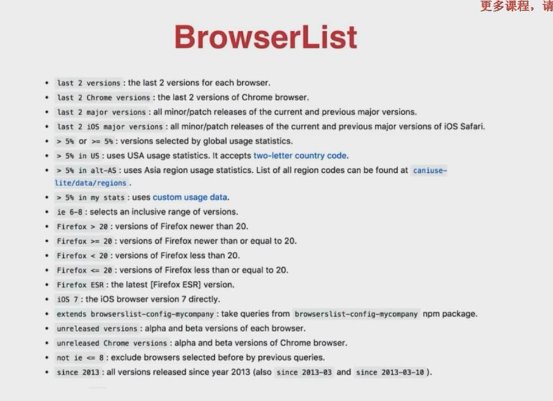 更多课程，请
BrowserList
• last 2 versions : the last 2 versions for each browser.
• last 2 Chrome versions : the last 2 versions of Chrome browser.
• last 2 major versions : all minor/patch releases of the current and previous major versions.
• last 2 iOS major versions : all minor/patch releases of the current and previous major versions of iOS Safari.
• > 5% or >= 5% : versions selected by global usage statistics.
• > 5% in US : uses USA usage statistics. It accepts two-letter country code.
• > 5% in alt-AS : uses Asia region usage statistics. List of all region codes can be found at caniuse-
lite/data/regions .
• > 5% in my stats : uses custom usage data.
• ie 6-8 : selects an inclusive range of versions.
• Firefox > 20 : versions of Firefox newer than 20.
• Firefox >= 20 : versions of Firefox newer than or equal to 20.
• Firefox < 20 : versions of Firefox less than 20.
• Firefox <= 20 : versions of Firefox less than or equal to 20.
• Firefox ESR : the latest [Firefox ESR] version.
• iOS 7 : the iOS browser version 7 directly.
• extends browserslist-config-mycompany : take queries from browserslist-config-mycompany npm package.
• unreleased versions : alpha and beta versions of each browser.
• unreleased Chrome versions : alpha and beta versions of Chrome browser.
• not ie <= 8 : exclude browsers selected before by previous queries.
• since 2013 : all versions released since year 2013 (also since 2013-03 and since 2013-03-10 ).